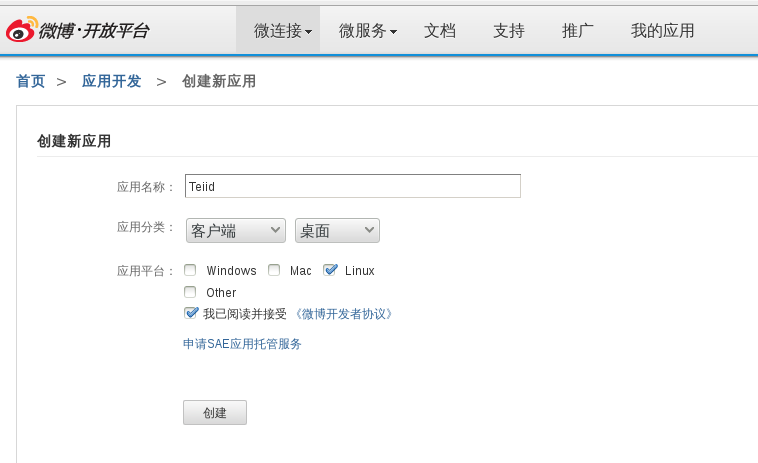 微博·开放平台 微连接 微服务 文档 支持 推广 我的应用
首页 > 应用开发 > 创建新应用
创建新应用
应用名称： Teiid
应用分类： 客户端 桌面
应用平台： Windows Mac Linux
Other
我已阅读并接受 《微博开发者协议》
申请SAE应用托管服务
创建